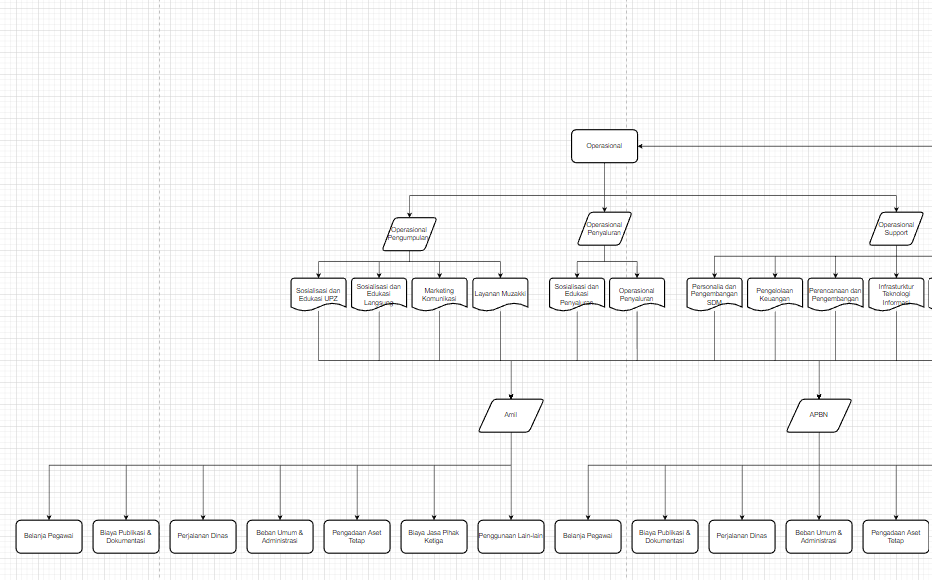 Operasional
Operasional
Pengumpulan
Operasional
Penyaluran
Operasional
Support
Sosialisasi dan
Edukasi UPZ
Sosialisasi dan
Edukasi
Langsung
Marketing
Komunikasi
Layanan Muzakki
Sosialisasi dan
Edukasi
Penyaluran
Operasional
Penyaluran
Personalia dan
Pengembangan
SDM
Pengelolaan
Keuangan
Perencanaan dan
Pengembangan
Infrasturktur
Teknologi
Informasi
Amil
APBN
Belanja Pegawai
Biaya Publikasi &
Dokumentasi
Perjalanan Dinas
Beban Umum &
Administrasi
Pengadaan Aset
Tetap
Biaya Jasa Pihak
Ketiga
Penggunaan Lain-lain
Belanja Pegawai
Biaya Publikasi &
Dokumentasi
Perjalanan Dinas
Beban Umum &
Administrasi
Pengadaan Aset
Tetap